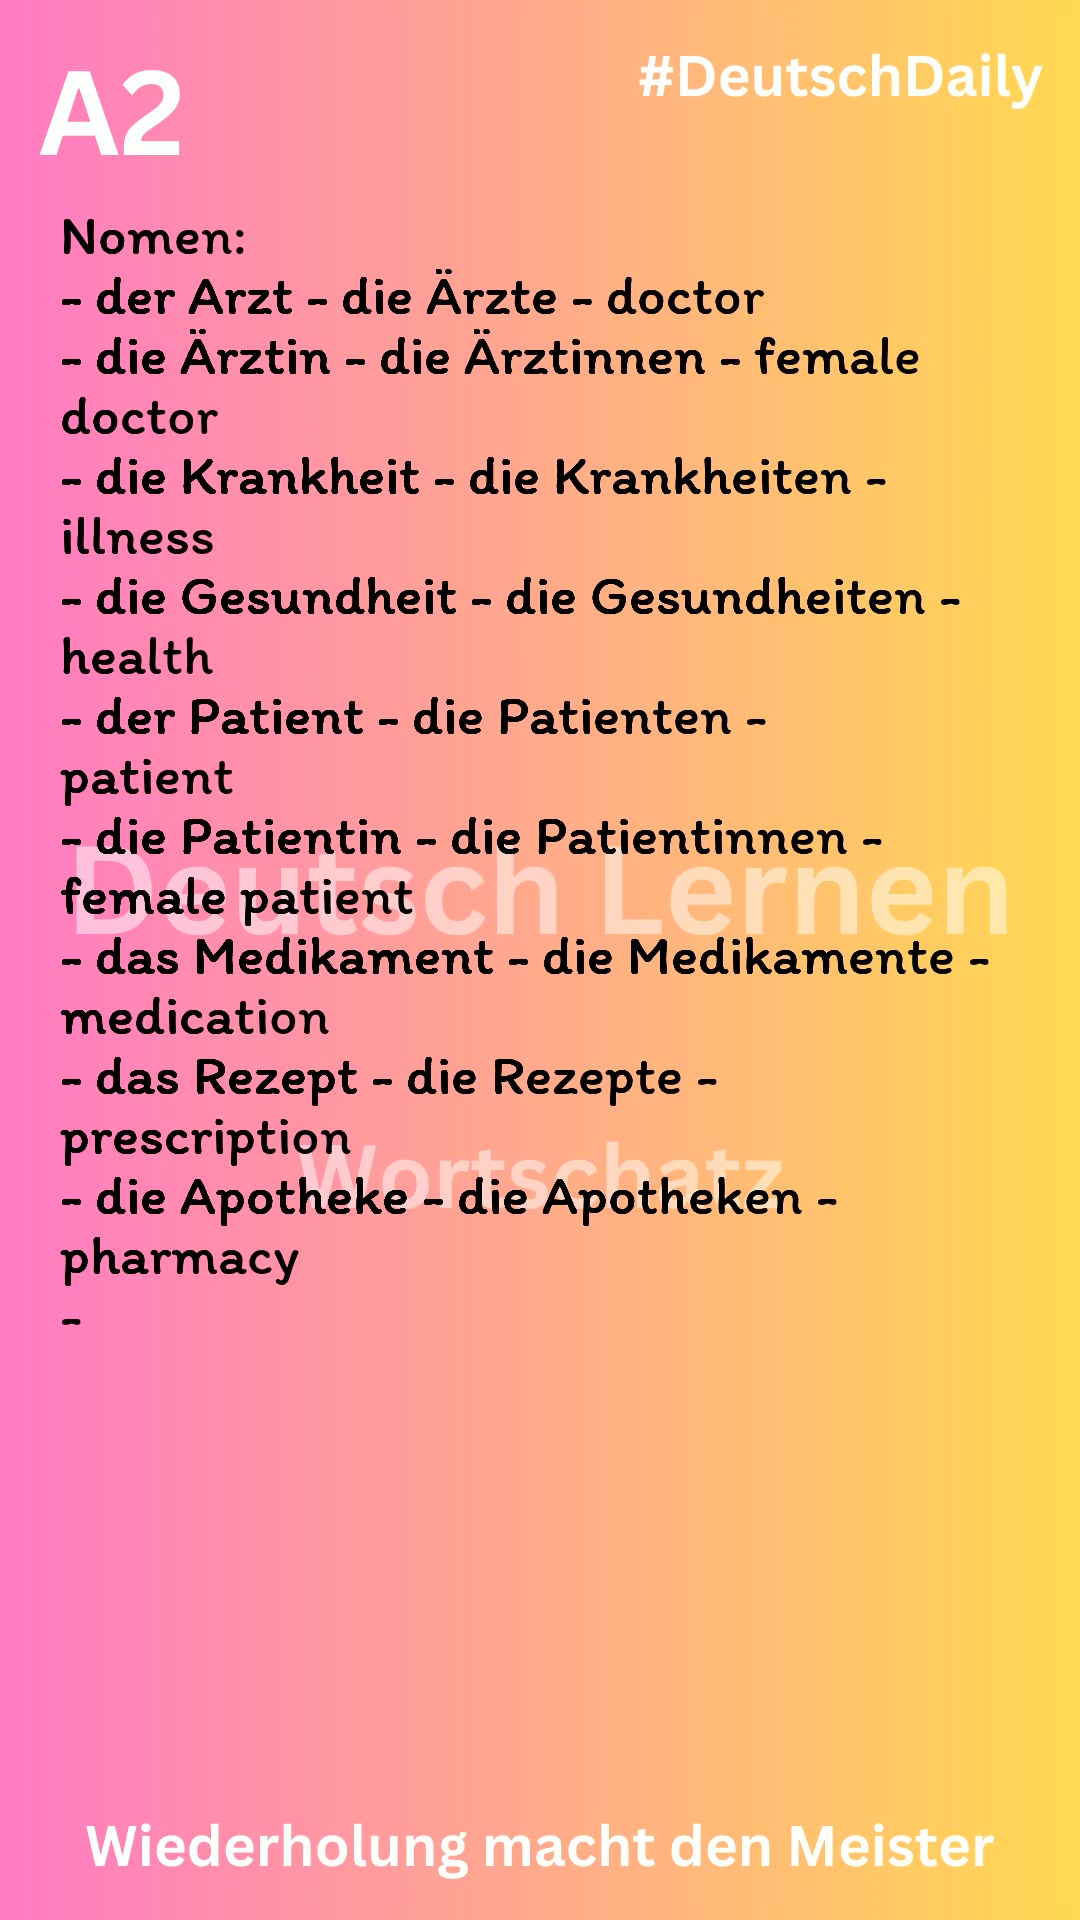 A2
#DeutschDaily
Nomen:
- der Arzt - die Ärzte - doctor
- die Ärztin - die Ärztinnen - female
doctor
- die Krankheit - die Krankheiten -
illness
- die Gesundheit - die Gesundheiten -
health
- der Patient - die Patienten -
patient
- die Patientin - die Patientinnen -
Deutsch Lernen
female patient
- das Medikament - die Medikamente -
medication
- das Rezept - die Rezepte -
prescription
Wortschatz
- die Apotheke - die Apotheken -
pharmacy
-
Wiederholung macht den Meister